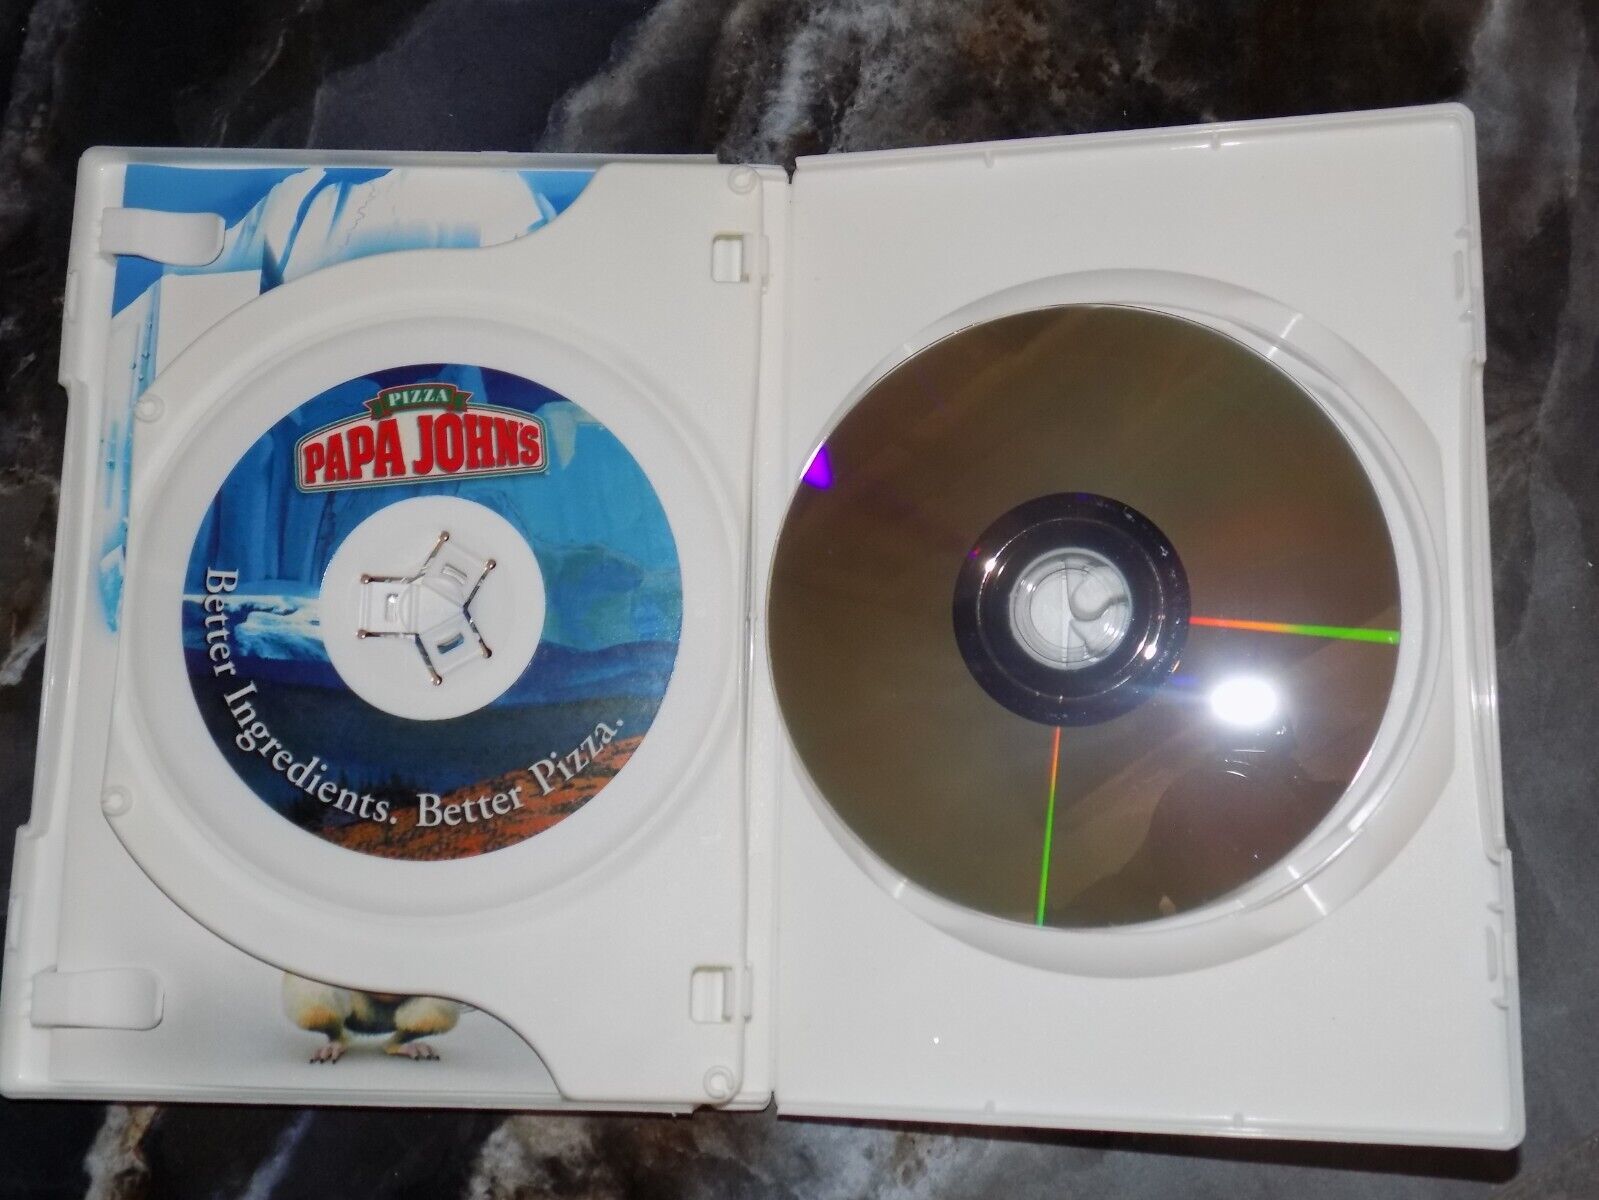 PIZZA
PAPA JOHN'S
Better Ingredients. Better Pizza.